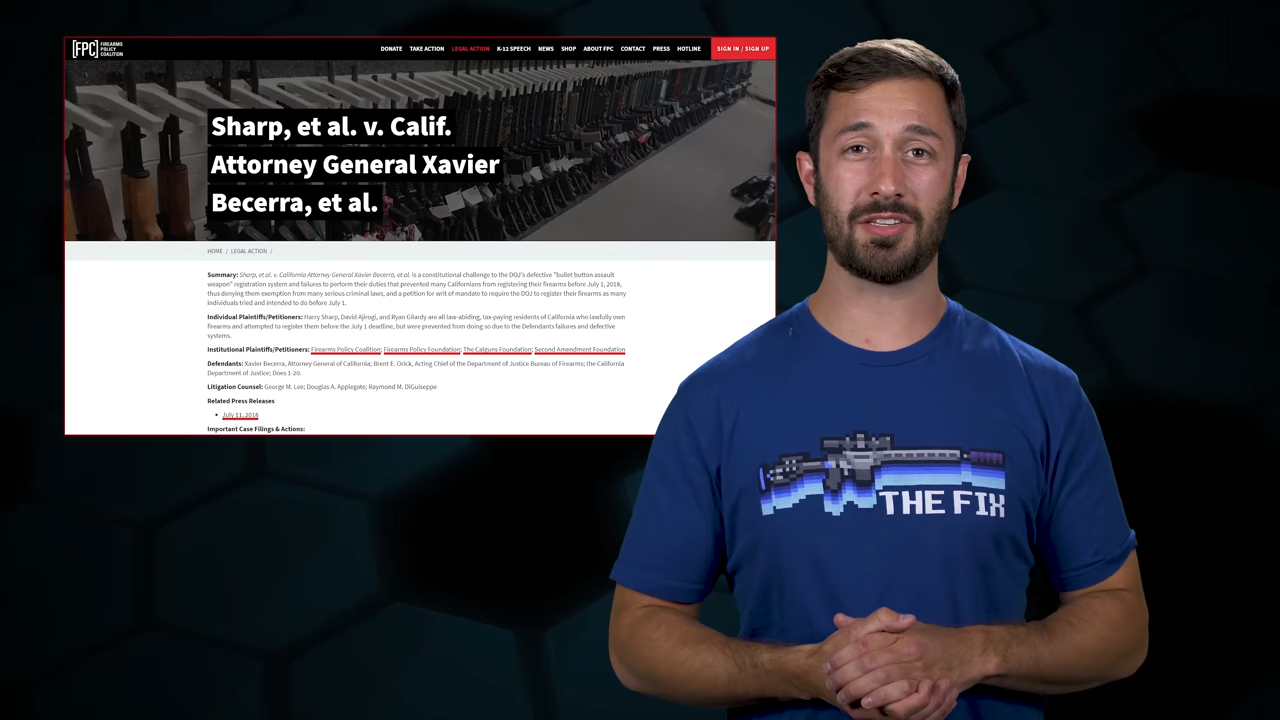 [FPC] FIREARMS
POLICY
COALITION
DONATE TAKE ACTION LEGAL ACTION K-12 SPEECH NEWS SHOP ABOUT FPC CONTACT PRESS HOTLINE SIGN IN / SIGN UP
Sharp, et al. v. Calif.
Attorney General Xavier
Becerra, et al.
HOME / LEGAL ACTION /
Summary: Sharp, et al. v. California Attorney General Xavier Becerra, et al. is a constitutional challenge to the DOJ's defective "bullet button assault
weapon" registration system and failures to perform their duties that prevented many Californians from registering their firearms before July 1, 2018,
thus denying them exemption from many serious criminal laws, and a petition for writ of mandate to require the DOJ to register their firearms as many
individuals tried and intended to do before July 1.
Individual Plaintiffs/Petitioners: Harry Sharp, David Ajirogi, and Ryan Gilardy are all law-abiding, tax-paying residents of California who lawfully own
firearms and attempted to register them before the July 1 deadline, but were prevented from doing so due to the Defendants failures and defective
systems.
Institutional Plaintiffs/Petitioners: Firearms Policy Coalition; Firearms Policy Foundation; The Calguns Foundation; Second Amendment Foundation
Defendants: Xavier Becerra, Attorney General of California; Brent E. Orick, Acting Chief of the Department of Justice Bureau of Firearms; the California
Department of Justice; Does 1-20.
Litigation Counsel: George M. Lee; Douglas A. Applegate; Raymond M. DiGuiseppe
Related Press Releases
• July 11, 2018
Important Case Filings & Actions:
THE FIX